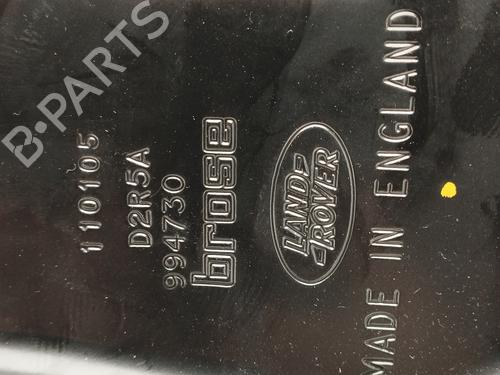 B-PARTS
110105
D2R5A
994730
brose
LAND
ROVER
MADE IN ENGLAND